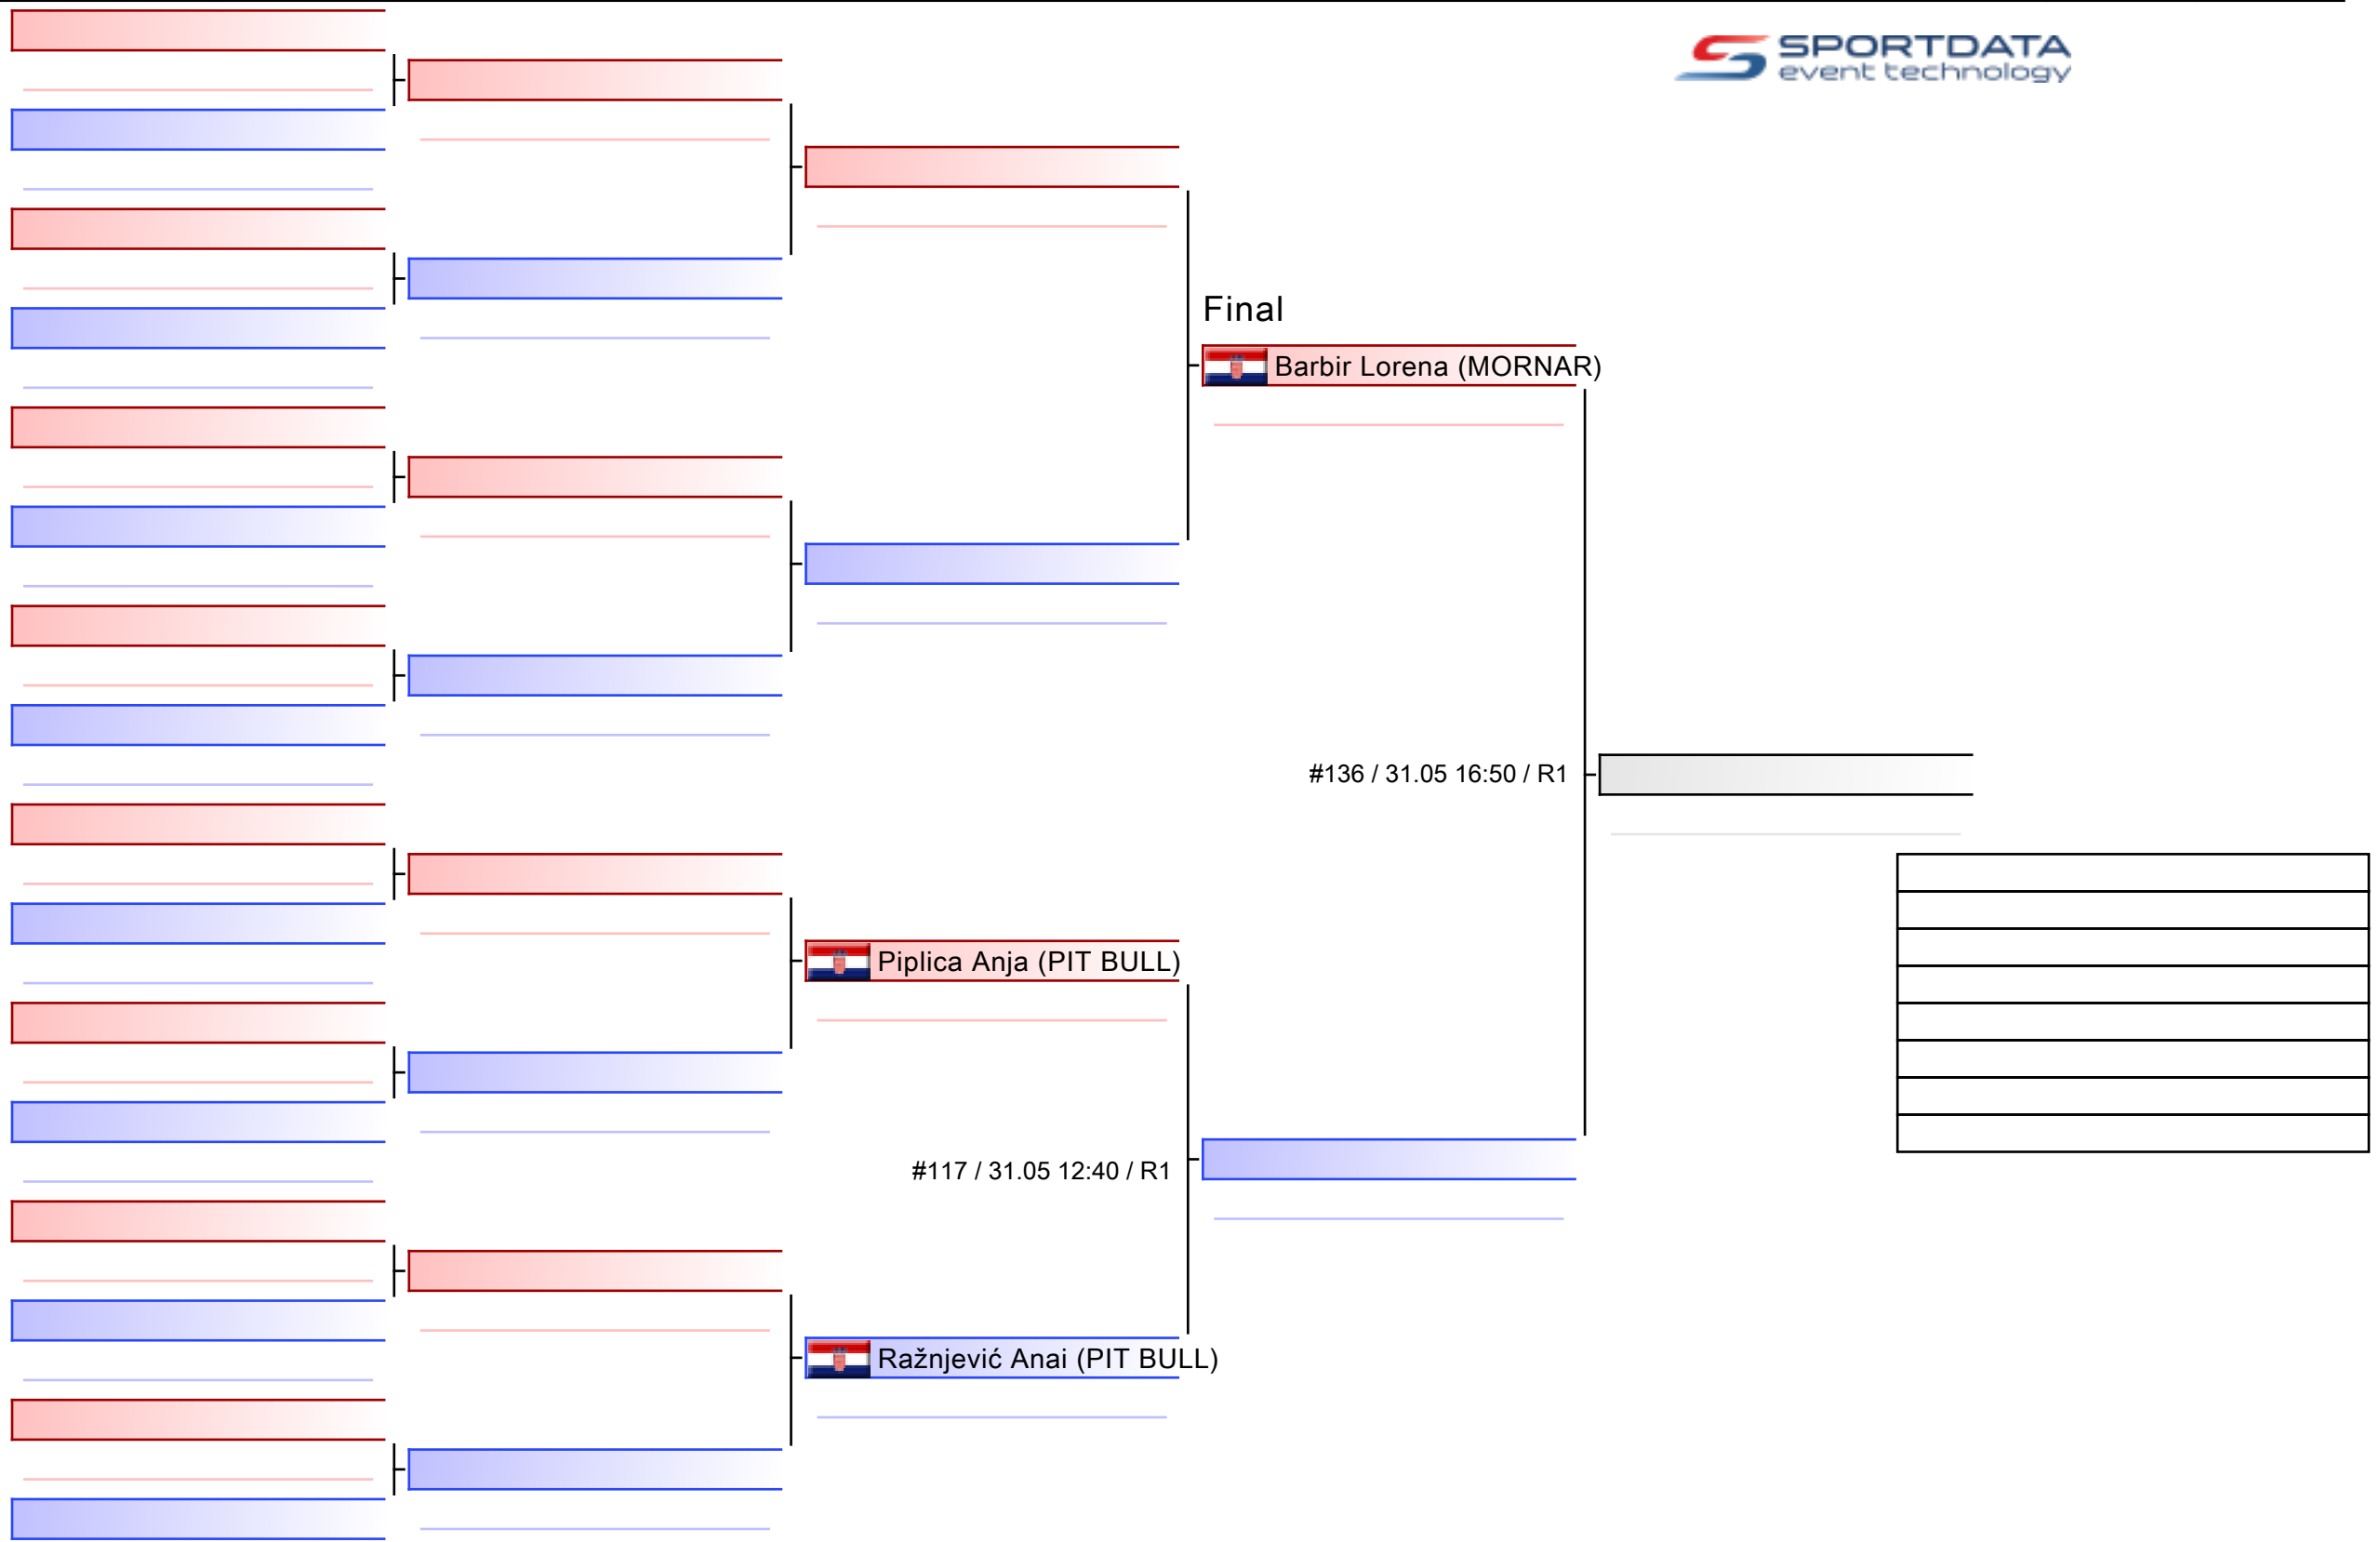 SPORTDATA
event technology
Final
Barbir Lorena (MORNAR)
#136 / 31.05 16:50 / R1
Piplica Anja (PIT BULL)
#117 / 31.05 12:40 / R1
Ražnjević Anai (PIT BULL)